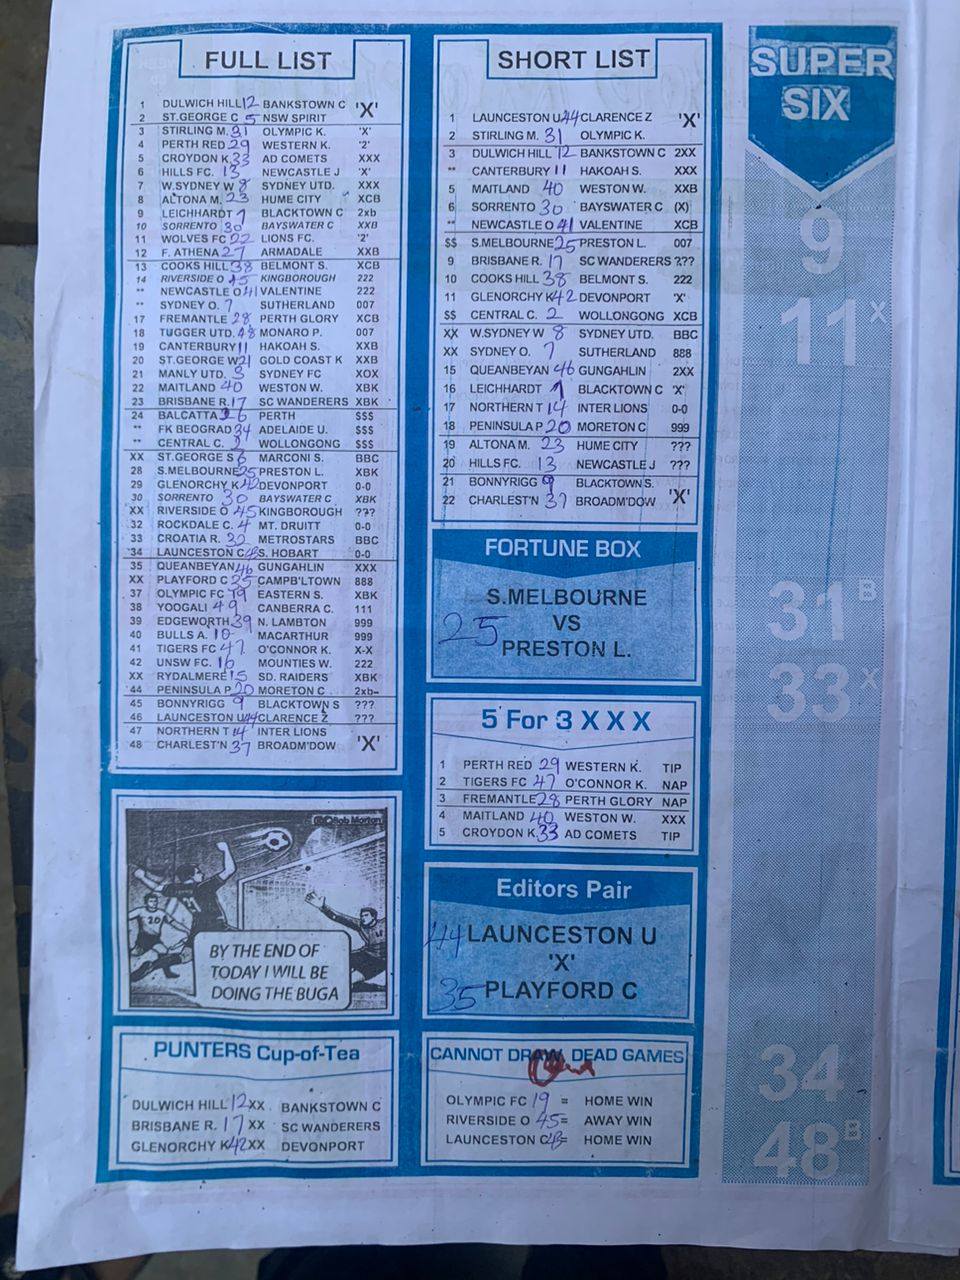 FULL LIST
1 DULWICH HILL 12 BANKSTOWN C 'X'
2 ST.GEORGE C 5 NSW SPIRIT
3 STIRLING M. 31 OLYMPIC K. 'X'
4 PERTH RED 29 WESTERN K. '2'
5 CROYDON K 33 AD COMETS XXX
6 HILLS FC. 13 NEWCASTLE J 'X'
7 W.SYDNEY W 8 SYDNEY UTD. XXX
8 ALTONA M. 23 HUME CITY XCB
9 LEICHHARDT 1 BLACKTOWN C 2xb
10 SORRENTO 30 BAYSWATER C XXB
11 WOLVES FC 22 LIONS FC. '2'
12 F. ATHENA 27 ARMADALE XXB
13 COOKS HILL 38 BELMONT S. XCB
14 RIVERSIDE O 45 KINGBOROUGH 222
NEWCASTLE O 41 VALENTINE 222
** SYDNEY O. 7 SUTHERLAND 007
17 FREMANTLE 28 PERTH GLORY XCB
18 TUGGER UTD. 48 MONARO P. 007
19 CANTERBURY 11 HAKOAH S. XXB
20 ST.GEORGE W 21 GOLD COAST K XXB
21 MANLY UTD. 3 SYDNEY FC XOX
22 MAITLAND 40 WESTON W. XBK
23 BRISBANE R. 17 SC WANDERERS XBK
24 BALCATTA 26 PERTH $$$
** FK BEOGRAD 34 ADELAIDE U. $$$
** CENTRAL C. 2 WOLLONGONG $$$
XX ST.GEORGE S 6 MARCONI S. BBC
28 S.MELBOURNE 25 PRESTON L. XBK
29 GLENORCHY K 42 DEVONPORT 0-0
30 SORRENTO 30 BAYSWATER C XBK
XX RIVERSIDE O 45 KINGBOROUGH ???
32 ROCKDALE C. 4 MT. DRUITT 0-0
33 CROATIA R. 32 METROSTARS BBC
'34 LAUNCESTON C 43 S. HOBART 0-0
35 QUEANBEYAN 46 GUNGAHLIN XXX
XX PLAYFORD C 35 CAMPB'LTOWN 888
37 OLYMPIC FC 19 EASTERN S. XBK
38 YOOGALI 49 CANBERRA C. 111
39 EDGEWORTH 39 N. LAMBTON 999
40 BULLS A. 10 MACARTHUR 999
41 TIGERS FC 47 O'CONNOR K. X-X
42 UNSW FC. 16 MOUNTIES W. 222
XX RYDALMERE 15 SD. RAIDERS XBK
'44 PENINSULA P 20 MORETON C 2xb-
45 BONNYRIGG 9 BLACKTOWN S ???
46 LAUNCESTON U 44 CLARENCE Z ???
47 NORTHERN T 14 INTER LIONS
48 CHARLEST'N 37 BROADM'DOW 'X'
©Bob Morton
20
BY THE END OF
TODAY I WILL BE
DOING THE BUGA
PUNTERS Cup-of-Tea
DULWICH HILL 12 XX BANKSTOWN C
BRISBANE R. 17 XX SC WANDERERS
GLENORCHY K 42 XX DEVONPORT
SHORT LIST
1 LAUNCESTON U 44 CLARENCE Z 'X'
2 STIRLING M. 31 OLYMPIC K.
3 DULWICH HILL 12 BANKSTOWN C 2XX
** CANTERBURY 11 HAKOAH S. XXX
5 MAITLAND 40 WESTON W. XXB
6 SORRENTO 30 BAYSWATER C (X)
** NEWCASTLE O 41 VALENTINE XCB
$$ S.MELBOURNE 25 PRESTON L. 007
9 BRISBANE R. 17 SC WANDERERS ???
10 COOKS HILL 38 BELMONT S. 222
11 GLENORCHY K 42 DEVONPORT 'X'
$$ CENTRAL C. 2 WOLLONGONG XCB
XX W.SYDNEY W 8 SYDNEY UTD. BBC
XX SYDNEY O. 7 SUTHERLAND 888
15 QUEANBEYAN 46 GUNGAHLIN 2XX
16 LEICHHARDT 1 BLACKTOWN C 'X'
17 NORTHERN T 14 INTER LIONS 0-0
18 PENINSULA P 20 MORETON C 999
19 ALTONA M. 23 HUME CITY ???
20 HILLS FC. 13 NEWCASTLE J ???
21 BONNYRIGG 9 BLACKTOWN S.
22 CHARLEST'N 37 BROADM'DOW 'X'
FORTUNE BOX
S.MELBOURNE
25 VS
PRESTON L.
5 For 3 X X X
1 PERTH RED 29 WESTERN K. TIP
2 TIGERS FC 47 O'CONNOR K. NAP
3 FREMANTLE 28 PERTH GLORY NAP
4 MAITLAND 40 WESTON W. XXX
5 CROYDON K. 33 AD COMETS TIP
Editors Pair
44 LAUNCESTON U
'X'
35 PLAYFORD C
CANNOT DRAW DEAD GAMES
OLYMPIC FC 19 = HOME WIN
RIVERSIDE O 45 = AWAY WIN
LAUNCESTON C 43 = HOME WIN
SUPER
SIX
9
11 X
31 B
33 X
34
48 B